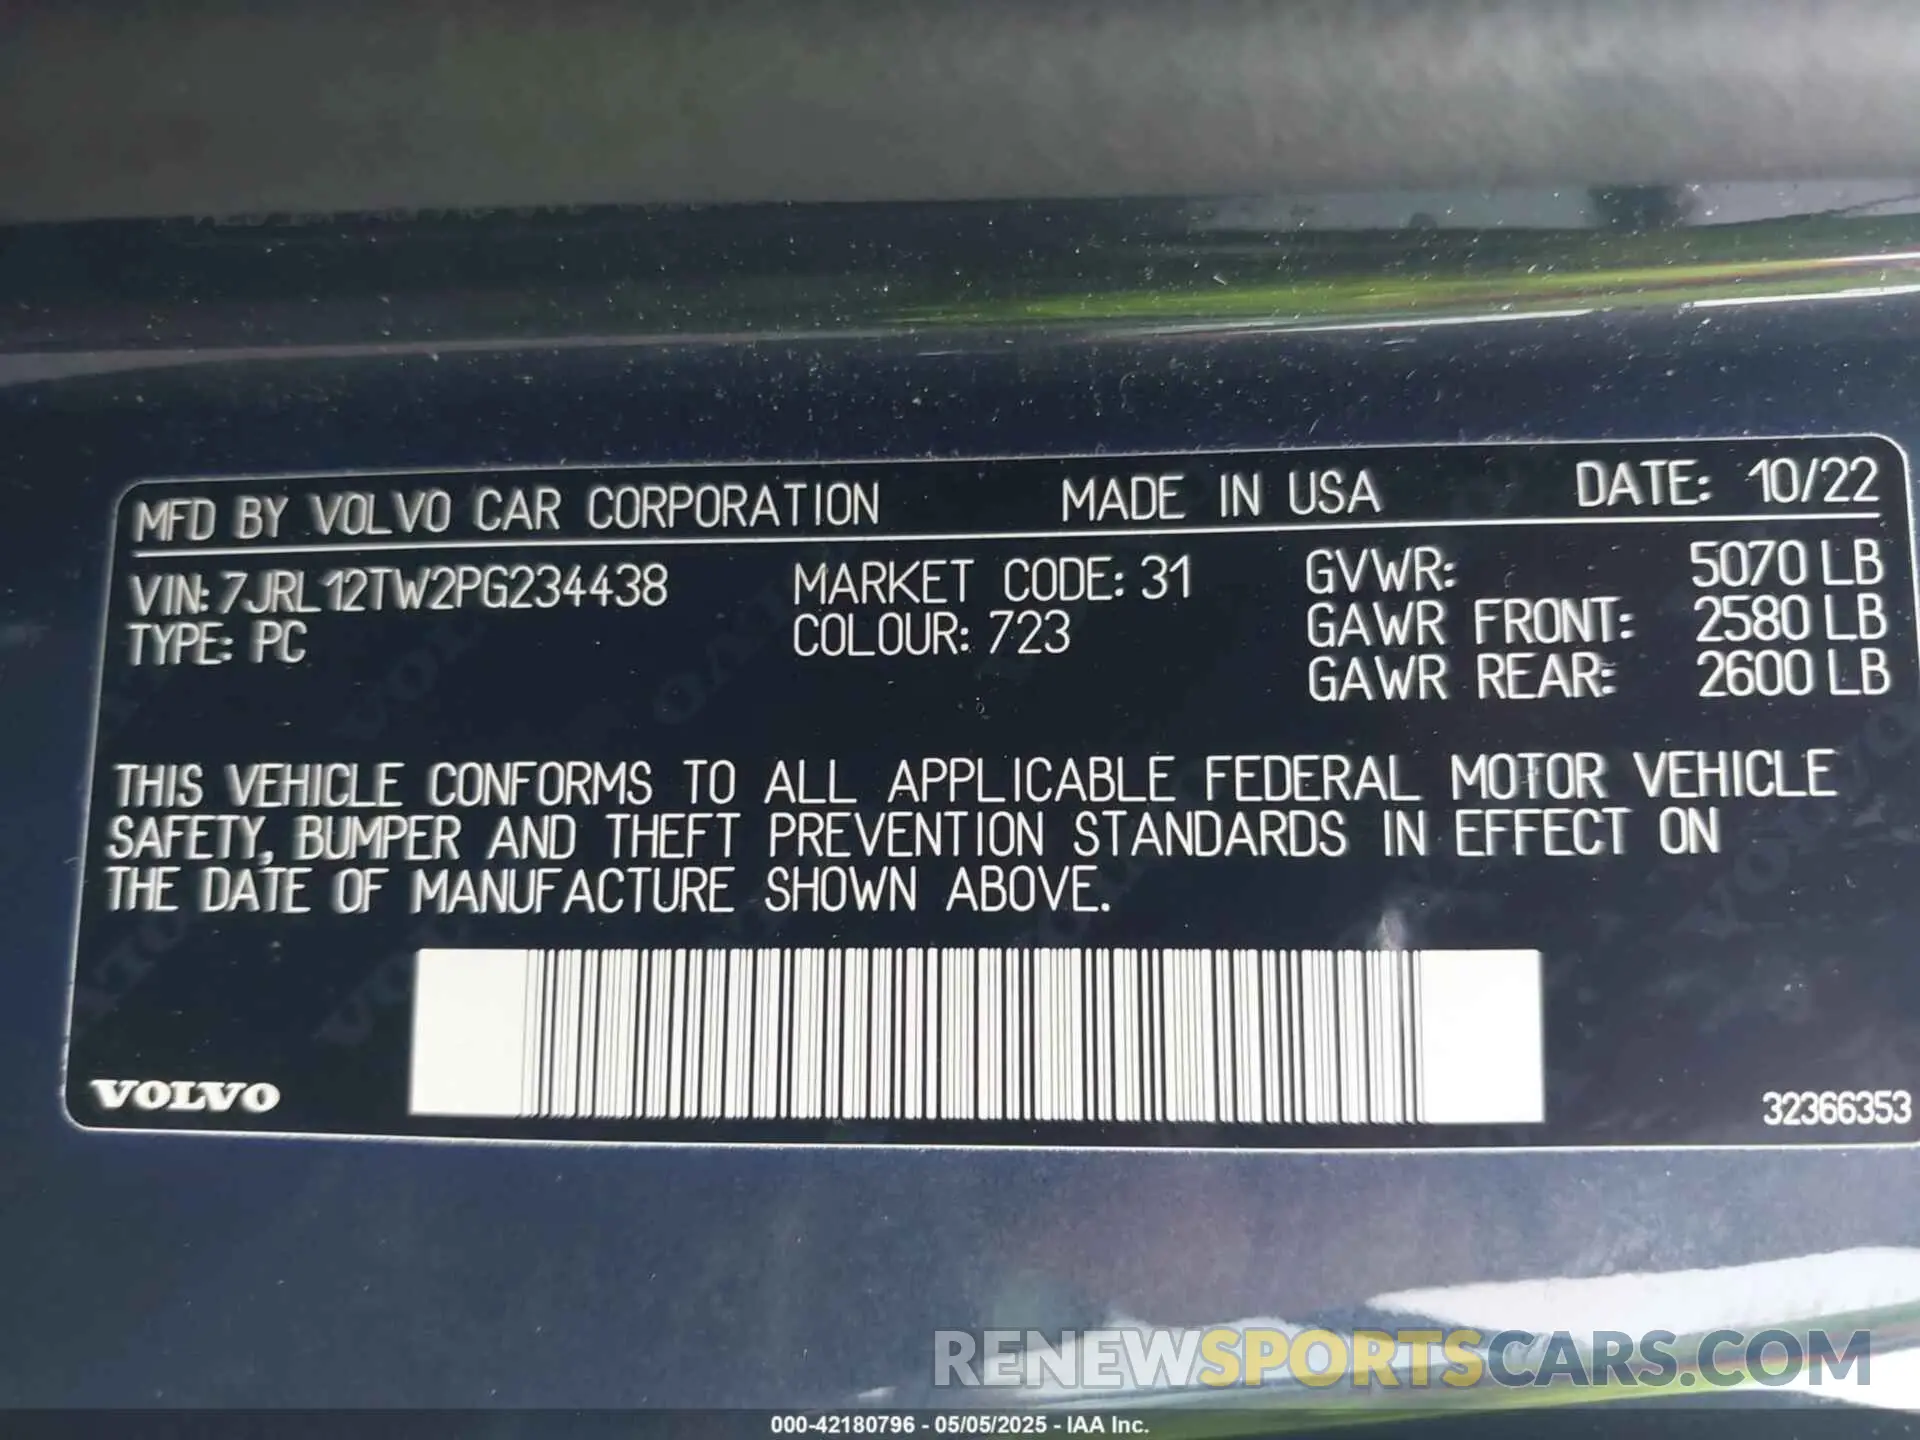 MFD BY VOLVO CAR CORPORATION MADE IN USA DATE: 10/22
VIN: 7JRL12TW2PG234438 MARKET CODE: 31 GVWR: 5070 LB
TYPE: PC COLOUR: 723 GAWR FRONT: 2580 LB
GAWR REAR: 2600 LB
THIS VEHICLE CONFORMS TO ALL APPLICABLE FEDERAL MOTOR VEHICLE
SAFETY, BUMPER AND THEFT PREVENTION STANDARDS IN EFFECT ON
THE DATE OF MANUFACTURE SHOWN ABOVE.
VOLVO
32366353
RENEWSPORTSCARS.COM
000-42180796 - 05/05/2025 - IAA Inc.